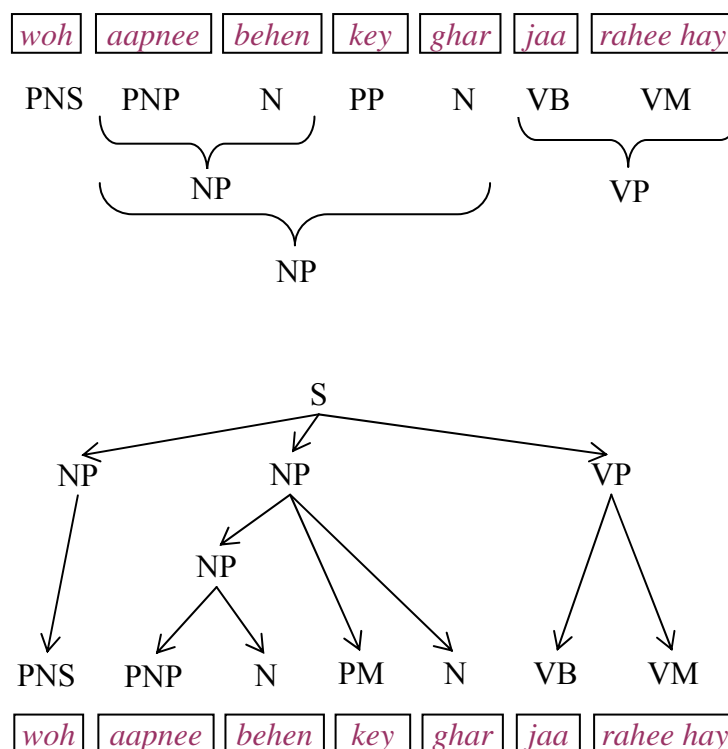 woh aapnee behen key ghar jaa rahee hay
PNS PNP N PP N VB VM
NP VP
NP
S
NP NP VP
NP
PNS PNP N PM N VB VM
woh aapnee behen key ghar jaa rahee hay